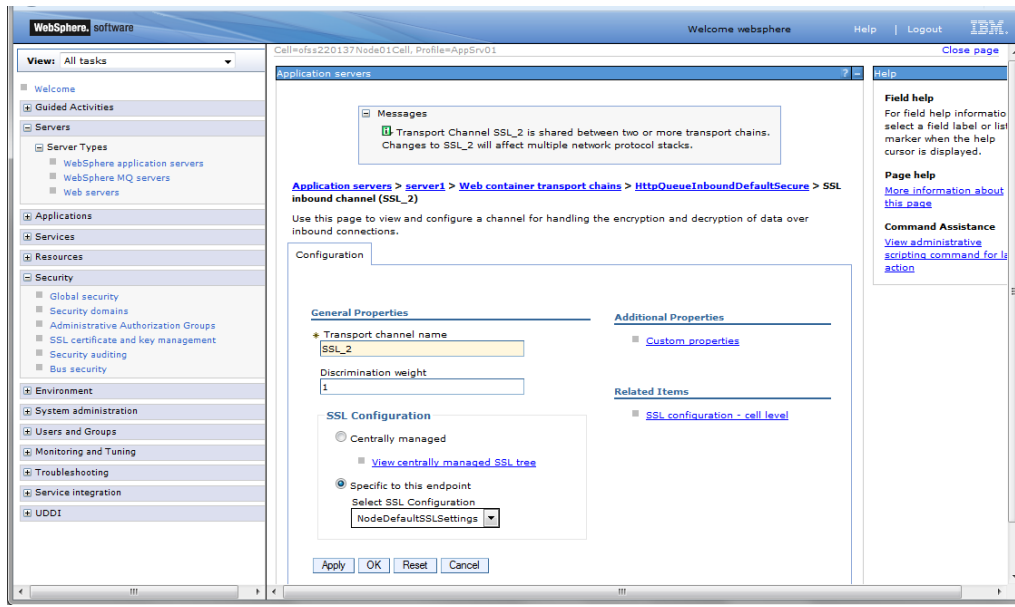 WebSphere. software
Welcome websphere
Help | Logout
IBM.
View: All tasks
Welcome
Guided Activities
Servers
Server Types
WebSphere application servers
WebSphere MQ servers
Web servers
Applications
Services
Resources
Security
Global security
Security domains
Administrative Authorization Groups
SSL certificate and key management
Security auditing
Bus security
Environment
System administration
Users and Groups
Monitoring and Tuning
Troubleshooting
Service integration
UDDI
Cell=ofss220137Node01Cell, Profile=AppSrv01
Close page
Application servers
? -
Messages
Transport Channel SSL_2 is shared between two or more transport chains.
Changes to SSL_2 will affect multiple network protocol stacks.
Application servers > server1 > Web container transport chains > HttpQueueInboundDefaultSecure > SSL
inbound channel (SSL_2)
Use this page to view and configure a channel for handling the encryption and decryption of data over
inbound connections.
Configuration
General Properties
* Transport channel name
SSL_2
Discrimination weight
1
SSL Configuration
Centrally managed
View centrally managed SSL tree
Specific to this endpoint
Select SSL Configuration
NodeDefaultSSLSettings
Apply OK Reset Cancel
Additional Properties
Custom properties
Related Items
SSL configuration - cell level
Help
Field help
For field help informatio
select a field label or list
marker when the help
cursor is displayed.
Page help
More information about
this page
Command Assistance
View administrative
scripting command for la
action